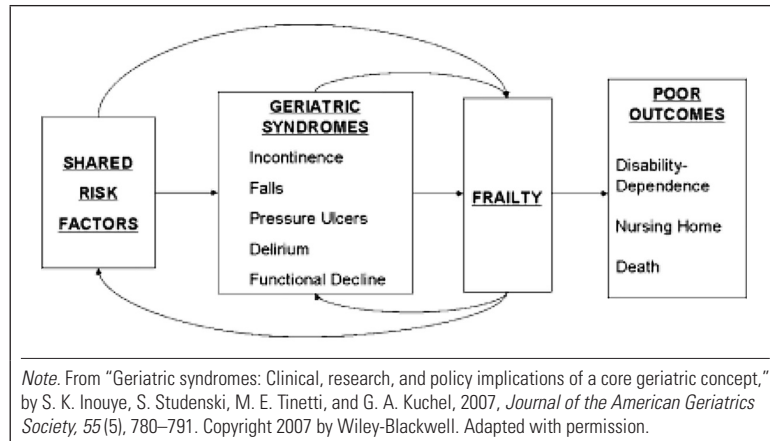 SHARED
RISK
FACTORS
GERIATRIC
SYNDROMES
Incontinence
Falls
Pressure Ulcers
Delirium
Functional Decline
FRAILTY
POOR
OUTCOMES
Disability-
Dependence
Nursing Home
Death
Note. From “Geriatric syndromes: Clinical, research, and policy implications of a core geriatric concept,”
by S. K. Inouye, S. Studenski, M. E. Tinetti, and G. A. Kuchel, 2007, Journal of the American Geriatrics
Society, 55 (5), 780–791. Copyright 2007 by Wiley-Blackwell. Adapted with permission.